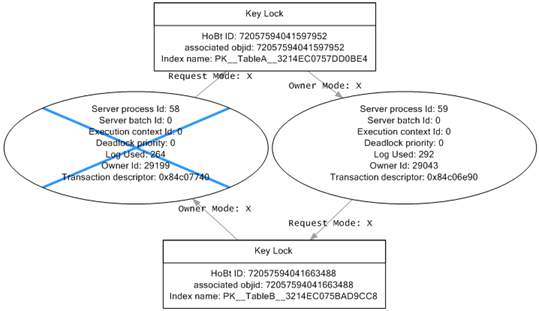 Key Lock
HoBt ID: 72057594041597952
associated objid: 72057594041597952
Index name: PK__TableA__3214EC0757DD0BE4
Request Mode: X
Owner Mode: X
Server process Id: 58
Server batch Id: 0
Execution context Id: 0
Deadlock priority: 0
Log Used: 264
Owner Id: 29199
Transaction descriptor: 0x84c07740
Server process Id: 59
Server batch Id: 0
Execution context Id: 0
Deadlock priority: 0
Log Used: 292
Owner Id: 29043
Transaction descriptor: 0x84c06e90
Owner Mode: X
Request Mode: X
Key Lock
HoBt ID: 72057594041663488
associated objid: 72057594041663488
Index name: PK__TableB__3214EC075BAD9CC8